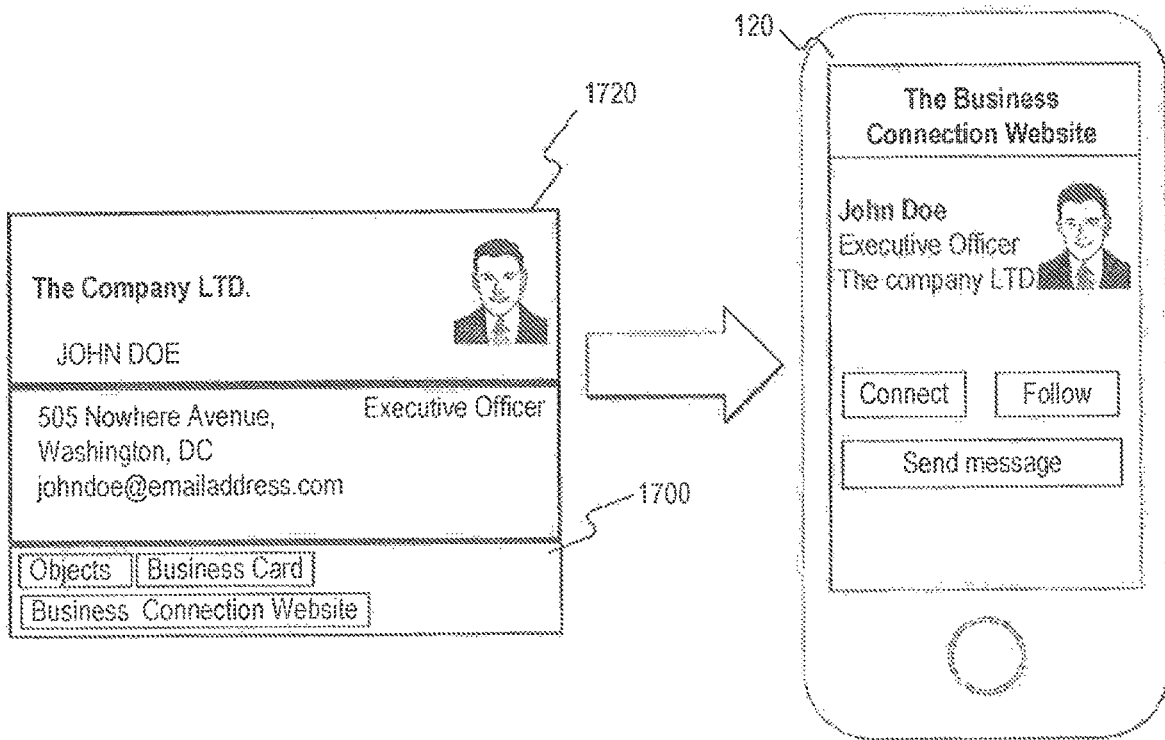 1720
The Company LTD.
JOHN DOE
Executive Officer
505 Nowhere Avenue,
Washington, DC
johndoe@emailaddress.com
1700
Objects Business Card
Business Connection Website
120
The Business
Connection Website
John Doe
Executive Officer
The company LTD
Connect Follow
Send message